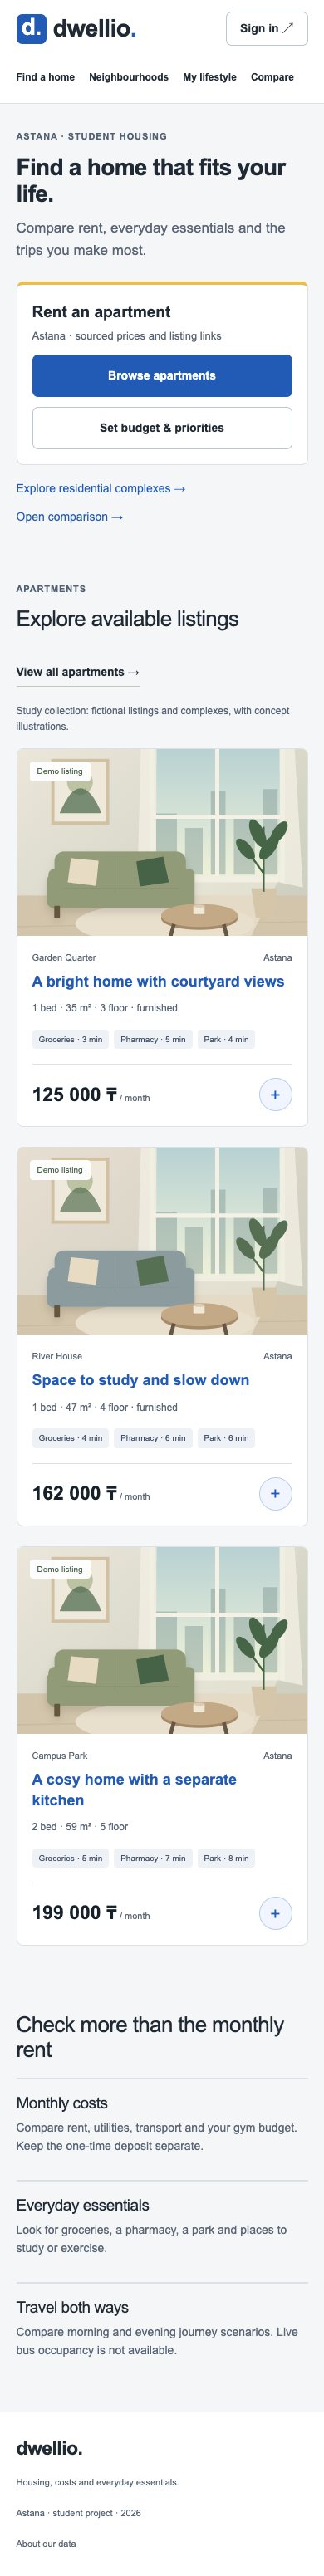 d. dwellio.
Sign in ↗
Find a home Neighbourhoods My lifestyle Compare
ASTANA · STUDENT HOUSING
Find a home that fits your
life.
Compare rent, everyday essentials and the
trips you make most.
Rent an apartment
Astana · sourced prices and listing links
Browse apartments
Set budget & priorities
Explore residential complexes →
Open comparison →
APARTMENTS
Explore available listings
View all apartments →
Study collection: fictional listings and complexes, with concept
illustrations.
Demo listing
Garden Quarter Astana
A bright home with courtyard views
1 bed · 35 m² · 3 floor · furnished
Groceries · 3 min Pharmacy · 5 min Park · 4 min
125 000 ₸ / month +
Demo listing
River House Astana
Space to study and slow down
1 bed · 47 m² · 4 floor · furnished
Groceries · 4 min Pharmacy · 6 min Park · 6 min
162 000 ₸ / month +
Demo listing
Campus Park Astana
A cosy home with a separate
kitchen
2 bed · 59 m² · 5 floor
Groceries · 5 min Pharmacy · 7 min Park · 8 min
199 000 ₸ / month +
Check more than the monthly
rent
Monthly costs
Compare rent, utilities, transport and your gym budget.
Keep the one-time deposit separate.
Everyday essentials
Look for groceries, a pharmacy, a park and places to
study or exercise.
Travel both ways
Compare morning and evening journey scenarios. Live
bus occupancy is not available.
dwellio.
Housing, costs and everyday essentials.
Astana · student project · 2026
About our data